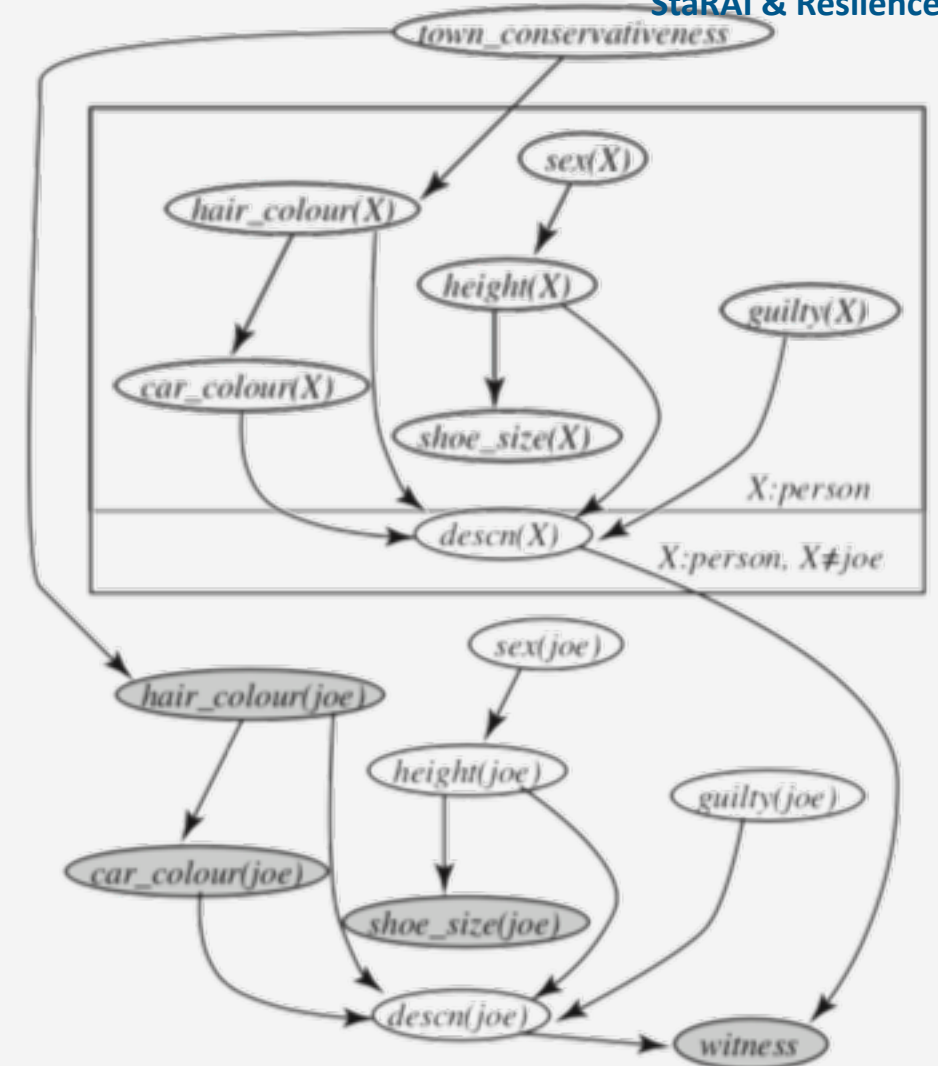 StaRAI & Resilience
town_conservativeness
sex(X)
hair_colour(X)
height(X)
guilty(X)
car_colour(X)
shoe_size(X)
X:person
descn(X)
X:person, X≠joe
sex(joe)
hair_colour(joe)
height(joe)
guilty(joe)
car_colour(joe)
shoe_size(joe)
descn(joe)
witness